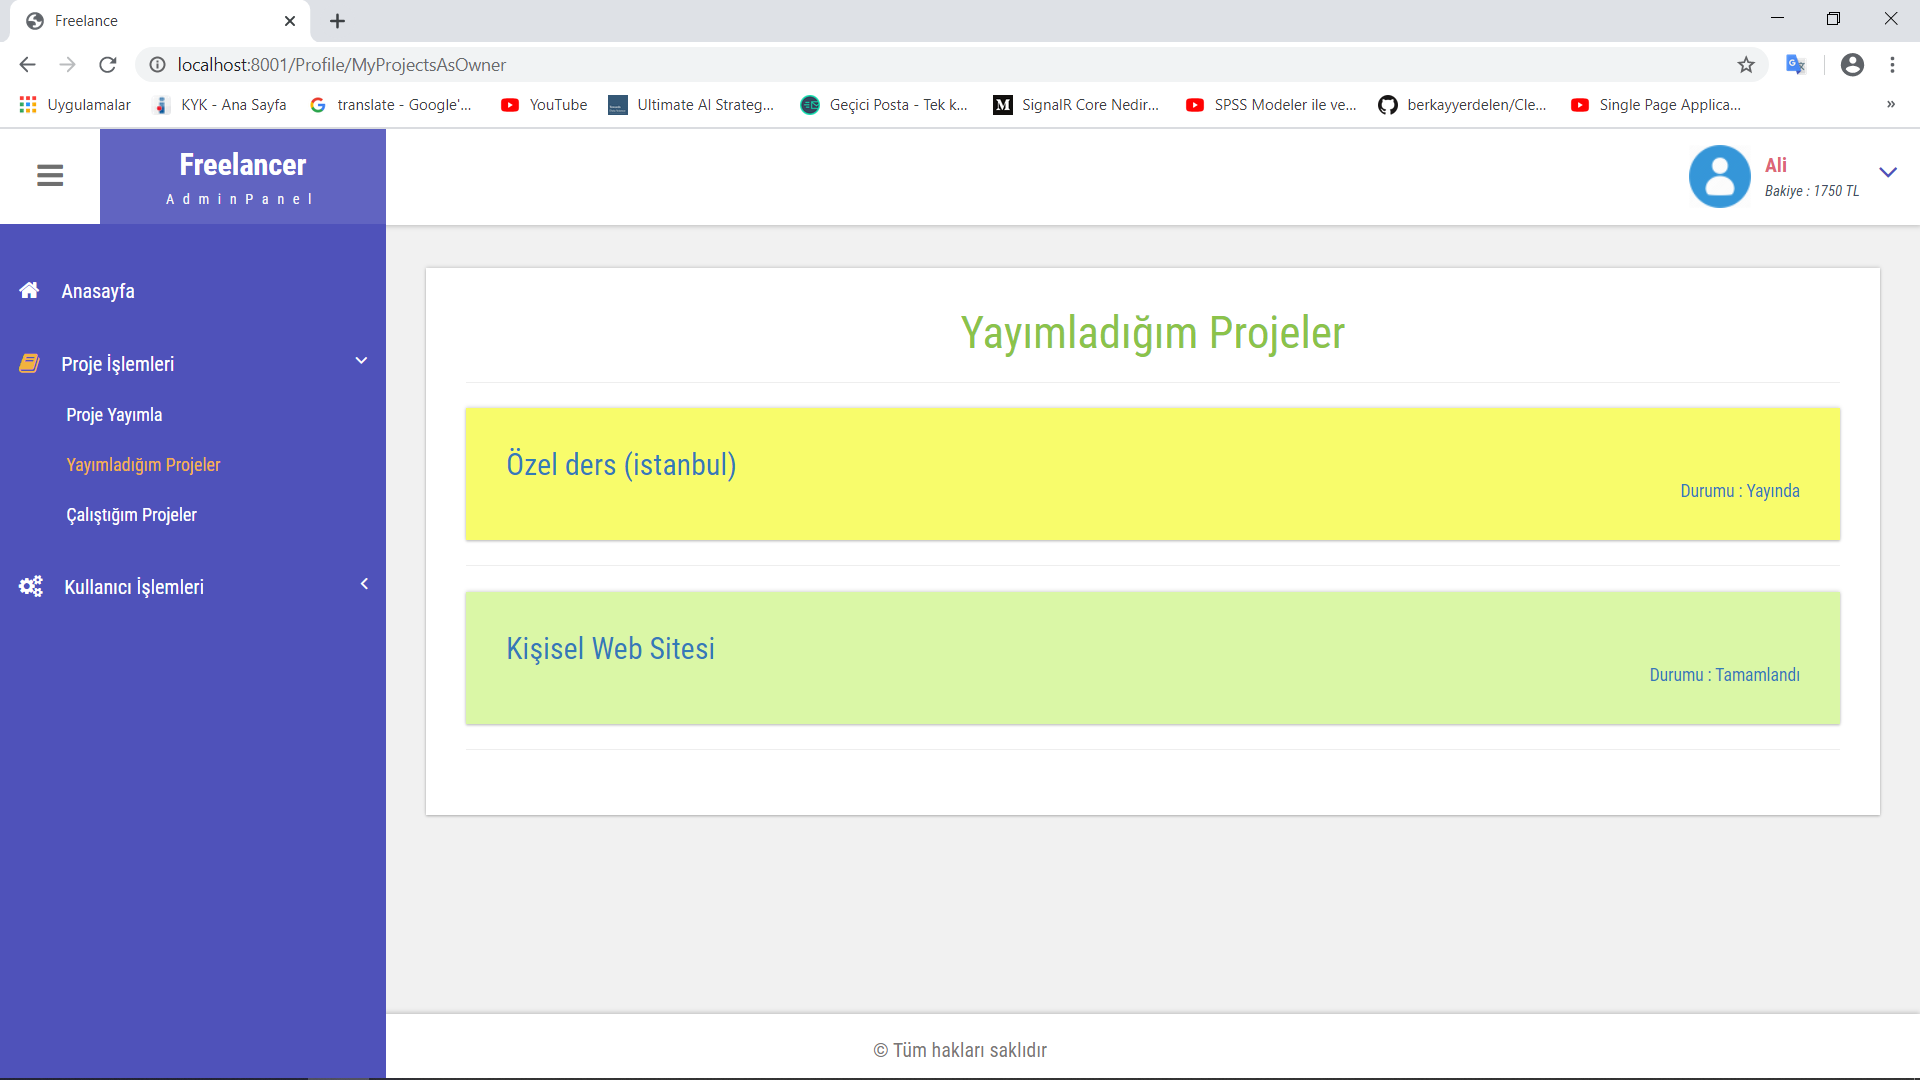 Freelance
localhost:8001/Profile/MyProjectsAsOwner
Uygulamalar
KYK - Ana Sayfa
translate - Google'...
YouTube
Ultimate AI Strateg...
Geçici Posta - Tek k...
SignalR Core Nedir...
SPSS Modeler ile ve...
berkayyerdelen/Cle...
Single Page Applica...
»
Freelancer
AdminPanel
Ali
Bakiye : 1750 TL
Anasayfa
Proje İşlemleri
Proje Yayımla
Yayımladığım Projeler
Çalıştığım Projeler
Kullanıcı İşlemleri
Yayımladığım Projeler
Özel ders (istanbul)
Durumu : Yayında
Kişisel Web Sitesi
Durumu : Tamamlandı
© Tüm hakları saklıdır